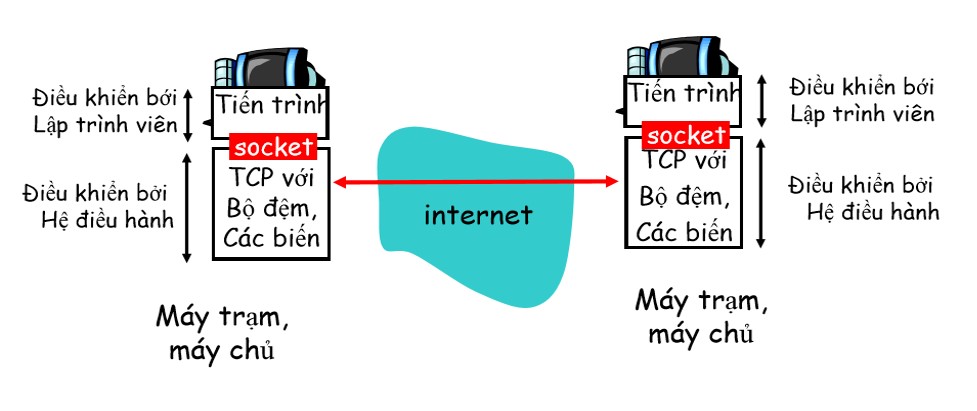 Điều khiển bới
Lập trình viên
Tiến trình
socket
TCP với
Bộ đệm,
Các biến
Điều khiển bởi
Hệ điều hành
Máy trạm,
máy chủ
internet
Tiến trình
socket
TCP với
Bộ đệm,
Các biến
Điều khiển bởi
Lập trình viên
Điều khiển bởi
Hệ điều hành
Máy trạm,
máy chủ